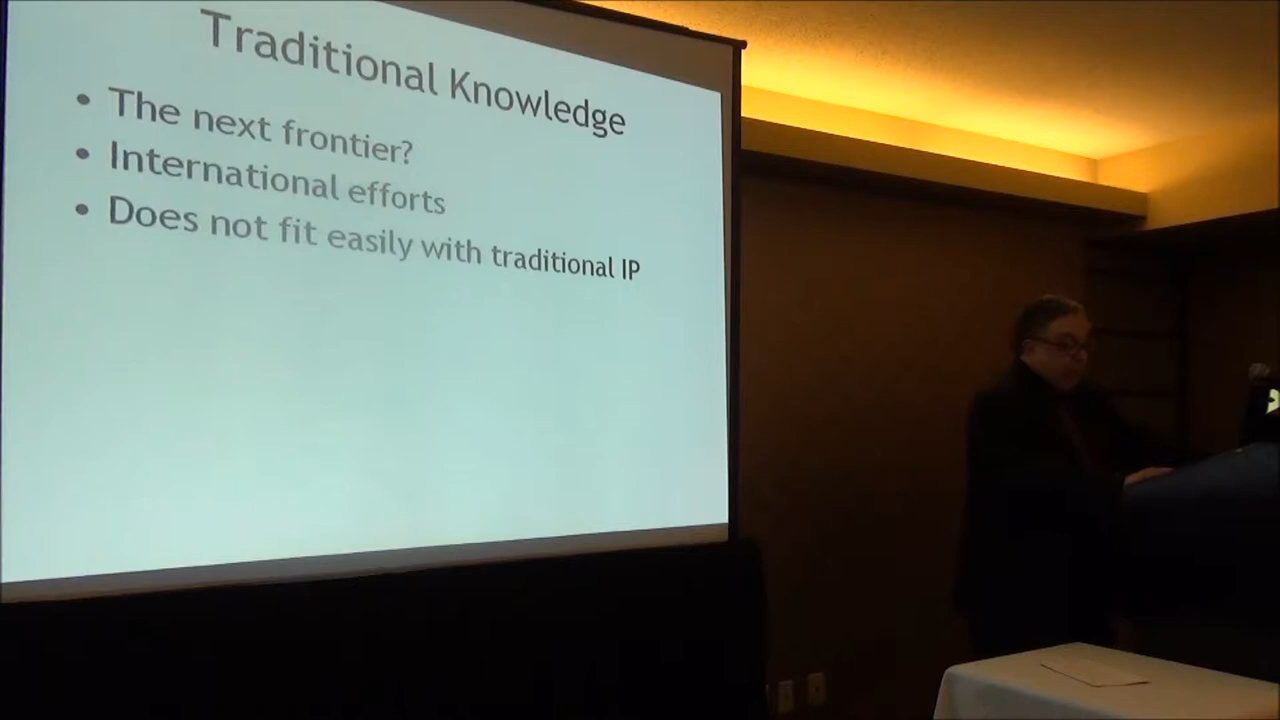 Traditional Knowledge
• The next frontier?
• International efforts
• Does not fit easily with traditional IP